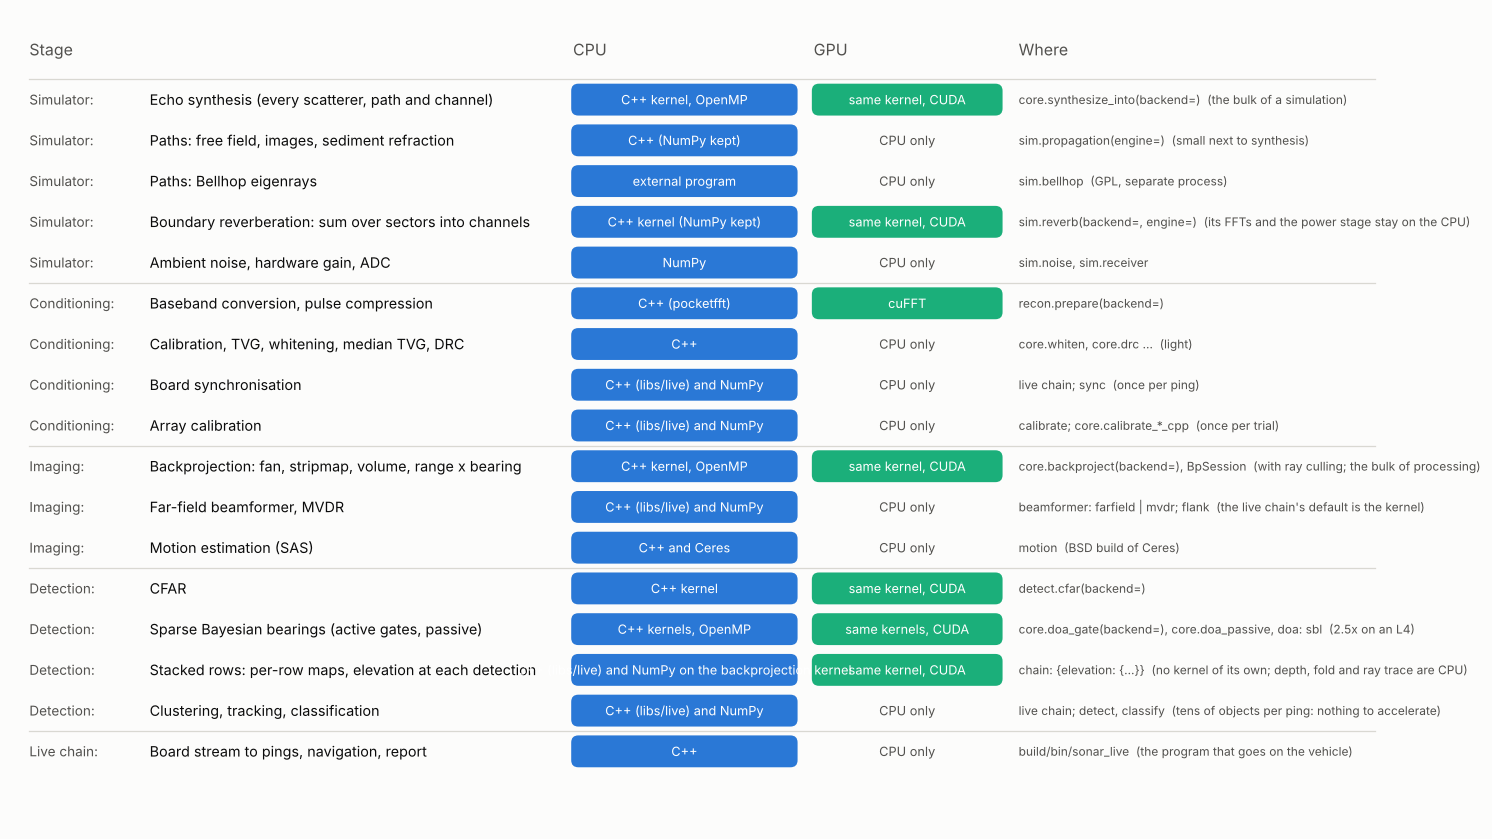 Stage CPU GPU Where
Simulator: Echo synthesis (every scatterer, path and channel) C++ kernel, OpenMP same kernel, CUDA core.synthesize_into(backend=) (the bulk of a simulation)
Simulator: Paths: free field, images, sediment refraction C++ (NumPy kept) CPU only sim.propagation(engine=) (small next to synthesis)
Simulator: Paths: Bellhop eigenrays external program CPU only sim.bellhop (GPL, separate process)
Simulator: Boundary reverberation: sum over sectors into channels C++ kernel (NumPy kept) same kernel, CUDA sim.reverb(backend=, engine=) (its FFTs and the power stage stay on the CPU)
Simulator: Ambient noise, hardware gain, ADC NumPy CPU only sim.noise, sim.receiver
Conditioning: Baseband conversion, pulse compression C++ (pocketfft) cuFFT recon.prepare(backend=)
Conditioning: Calibration, TVG, whitening, median TVG, DRC C++ CPU only core.whiten, core.drc ... (light)
Conditioning: Board synchronisation C++ (libs/live) and NumPy CPU only live chain; sync (once per ping)
Conditioning: Array calibration C++ (libs/live) and NumPy CPU only calibrate; core.calibrate_*_cpp (once per trial)
Imaging: Backprojection: fan, stripmap, volume, range x bearing C++ kernel, OpenMP same kernel, CUDA core.backproject(backend=), BpSession (with ray culling; the bulk of processing)
Imaging: Far-field beamformer, MVDR C++ (libs/live) and NumPy CPU only beamformer: farfield | mvdr; flank (the live chain's default is the kernel)
Imaging: Motion estimation (SAS) C++ and Ceres CPU only motion (BSD build of Ceres)
Detection: CFAR C++ kernel same kernel, CUDA detect.cfar(backend=)
Detection: Sparse Bayesian bearings (active gates, passive) C++ kernels, OpenMP same kernels, CUDA core.doa_gate(backend=), core.doa_passive, doa: sbl (2.5x on an L4)
Detection: Stacked rows: per-row maps, elevation at each detection /live) and NumPy on the backprojectio kernel same kernel, CUDA chain: {elevation: {...}} (no kernel of its own; depth, fold and ray trace are CPU)
Detection: Clustering, tracking, classification C++ (libs/live) and NumPy CPU only live chain; detect, classify (tens of objects per ping: nothing to accelerate)
Live chain: Board stream to pings, navigation, report C++ CPU only build/bin/sonar_live (the program that goes on the vehicle)